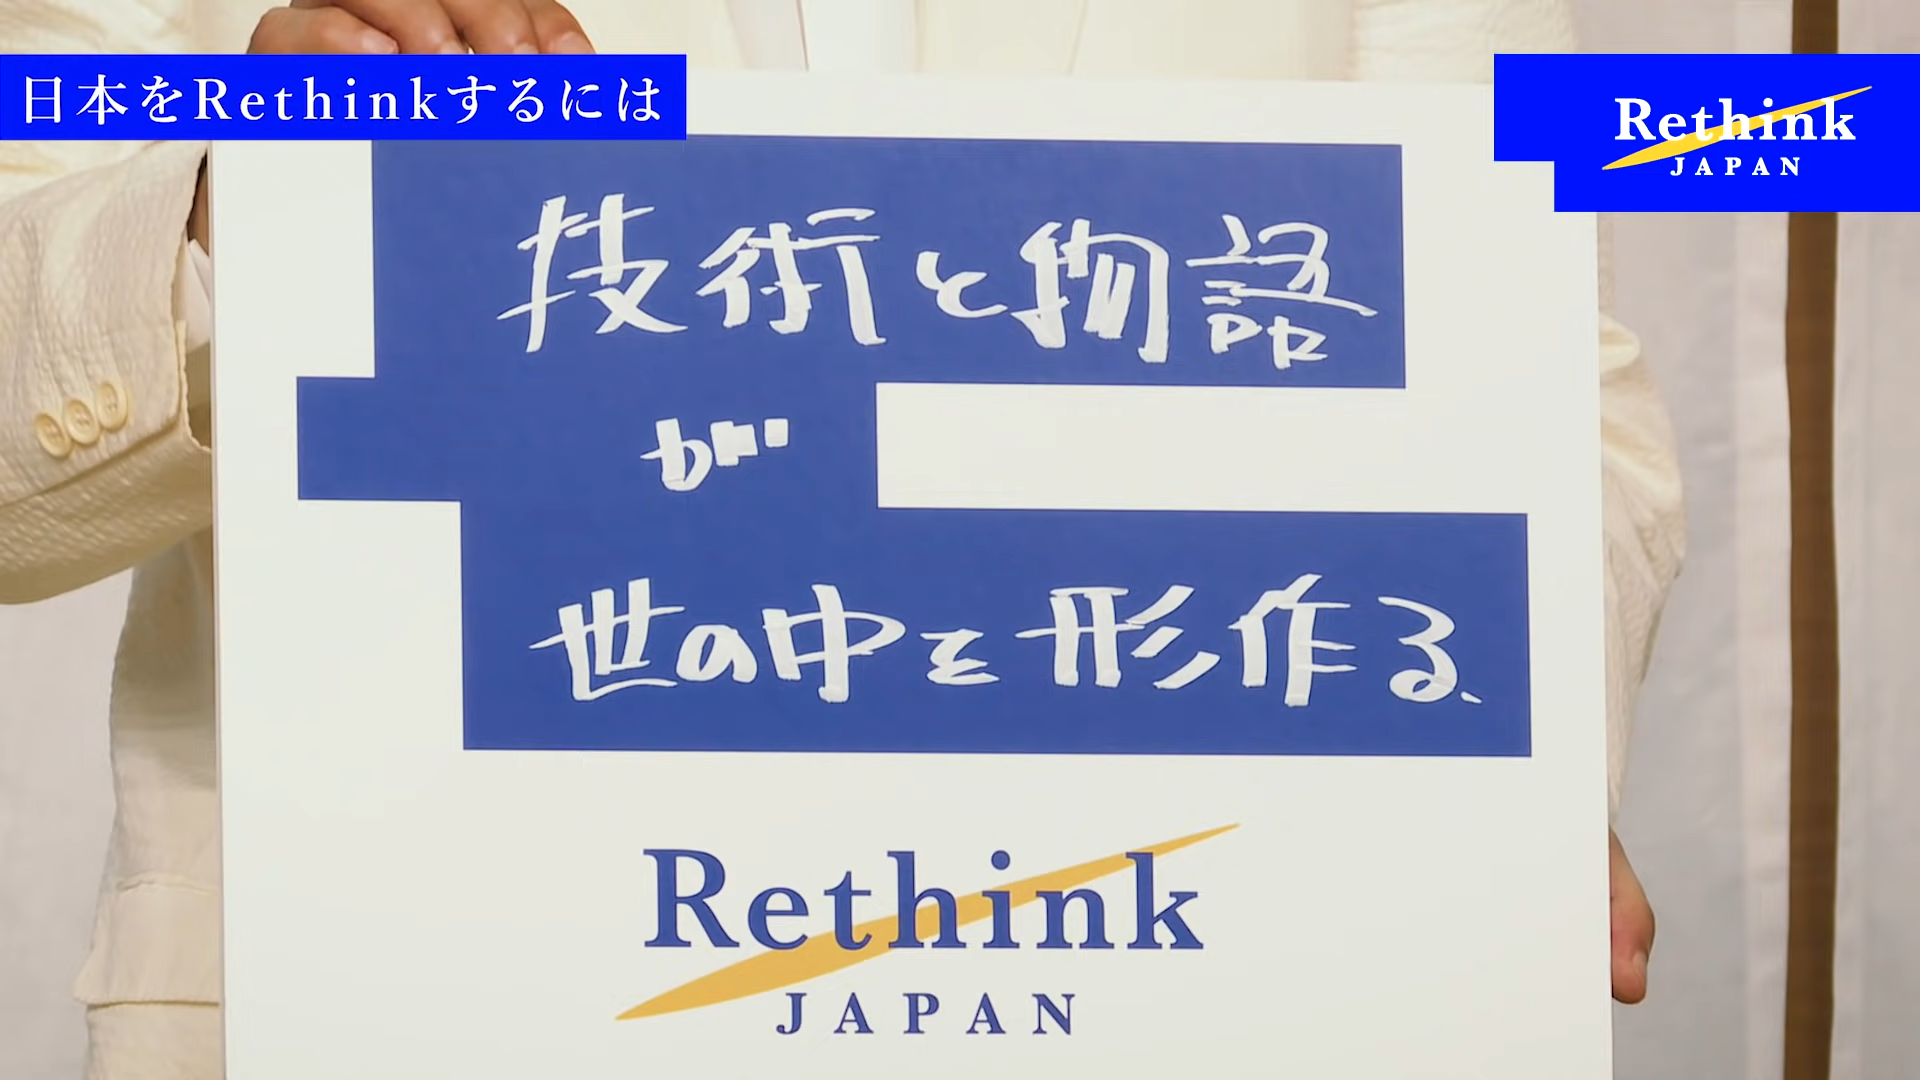 日本をRethinkするには
Rethink
JAPAN
技術と物語
が
世の中を形作る、
Rethink
JAPAN